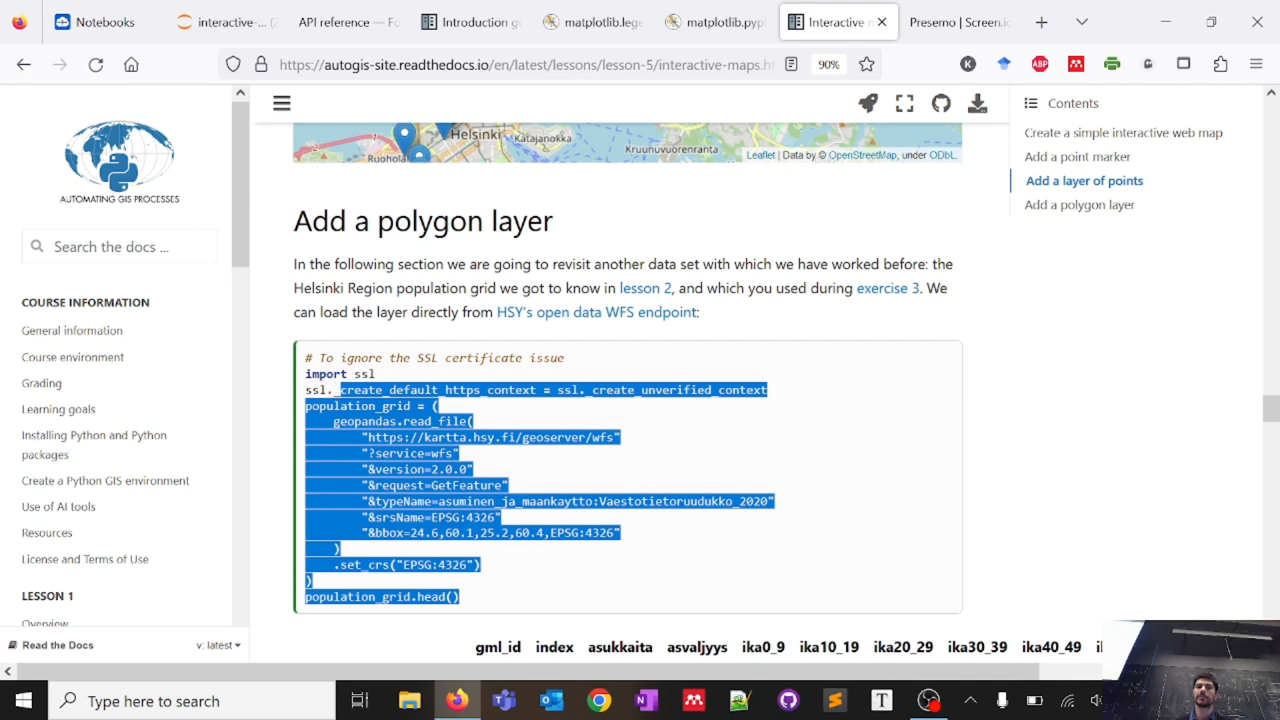 Notebooks
interactive-...
API reference — Fo
Introduction g
matplotlib.lege
matplotlib.pypl
Interactive m
Presemo | Screen.io
https://autogis-site.readthedocs.io/en/latest/lessons/lesson-5/interactive-maps.h
90%
K
ABP
AUTOMATING GIS PROCESSES
Search the docs ...
COURSE INFORMATION
General information
Course environment
Grading
Learning goals
Installing Python and Python
packages
Create a Python GIS environment
Use of AI tools
Resources
License and Terms of Use
LESSON 1
Overview
Read the Docs
v: latest
Helsinki
Katajanokka
Ruohola
Kruunuvuorenranta
Leaflet | Data by © OpenStreetMap, under ODbL.
Add a polygon layer
In the following section we are going to revisit another data set with which we have worked before: the
Helsinki Region population grid we got to know in lesson 2, and which you used during exercise 3. We
can load the layer directly from HSY's open data WFS endpoint:
# To ignore the SSL certificate issue
import ssl
ssl._create_default_https_context = ssl._create_unverified_context
population_grid = (
geopandas.read_file(
"https://kartta.hsy.fi/geoserver/wfs"
"?service=wfs"
"&version=2.0.0"
"&request=GetFeature"
"&typeName=asuminen_ja_maankaytto:Vaestotietoruudukko_2020"
"&srsName=EPSG:4326"
"&bbox=24.6,60.1,25.2,60.4,EPSG:4326"
)
.set_crs("EPSG:4326")
)
population_grid.head()
gml_id index asukkaita asvaljyys ika0_9 ika10_19 ika20_29 ika30_39 ika40_49
Contents
Create a simple interactive web map
Add a point marker
Add a layer of points
Add a polygon layer
Type here to search